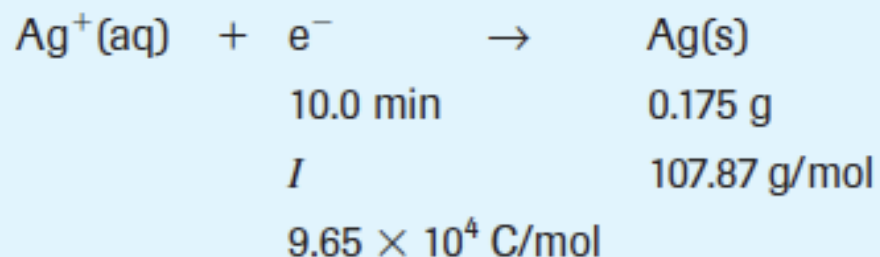 Ag⁺(aq) + e⁻ → Ag(s)
10.0 min 0.175 g
I 107.87 g/mol
9.65 × 10⁴ C/mol